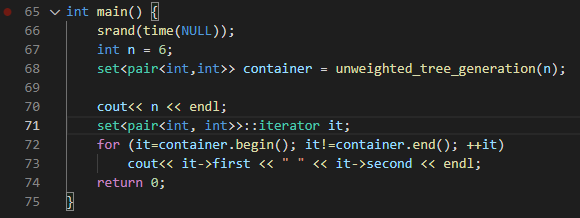 65 int main() {
66 srand(time(NULL));
67 int n = 6;
68 set<pair<int,int>> container = unweighted_tree_generation(n);
69
70 cout<< n << endl;
71 set<pair<int, int>>::iterator it;
72 for (it=container.begin(); it!=container.end(); ++it)
73 cout<< it->first << " " << it->second << endl;
74 return 0;
75 }